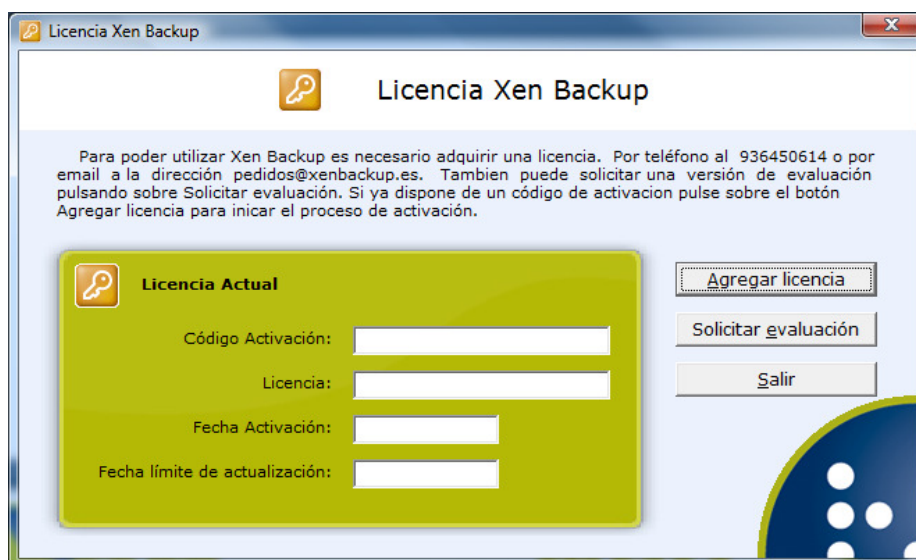 Licencia Xen Backup
Licencia Xen Backup
Para poder utilizar Xen Backup es necesario adquirir una licencia. Por teléfono al 936450614 o por
email a la dirección pedidos@xenbackup.es. Tambien puede solicitar una versión de evaluación
pulsando sobre Solicitar evaluación. Si ya dispone de un código de activacion pulse sobre el botón
Agregar licencia para inicar el proceso de activación.
Licencia Actual
Código Activación:
Licencia:
Fecha Activación:
Fecha límite de actualización:
Agregar licencia
Solicitar evaluación
Salir